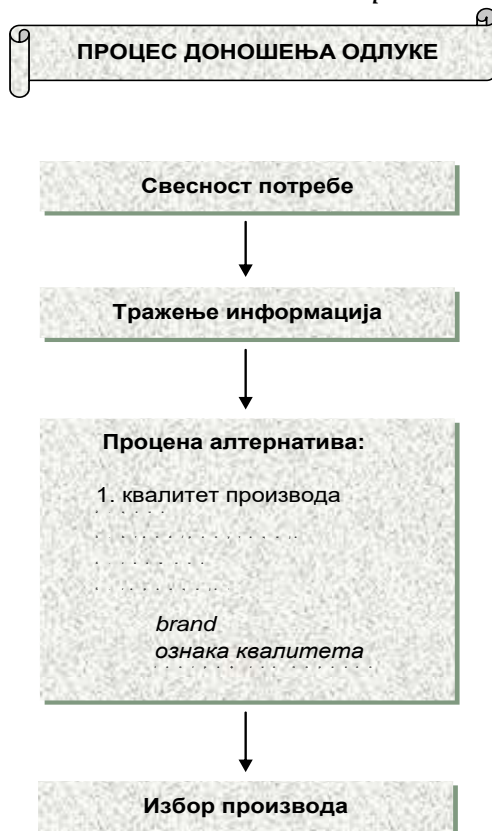 ПРОЦЕС ДОНОШЕЊА ОДЛУКЕ
Свесност потребе
Тражење информација
Процена алтернатива:
1. квалитет производа
brand
ознака квалитета
Избор производа